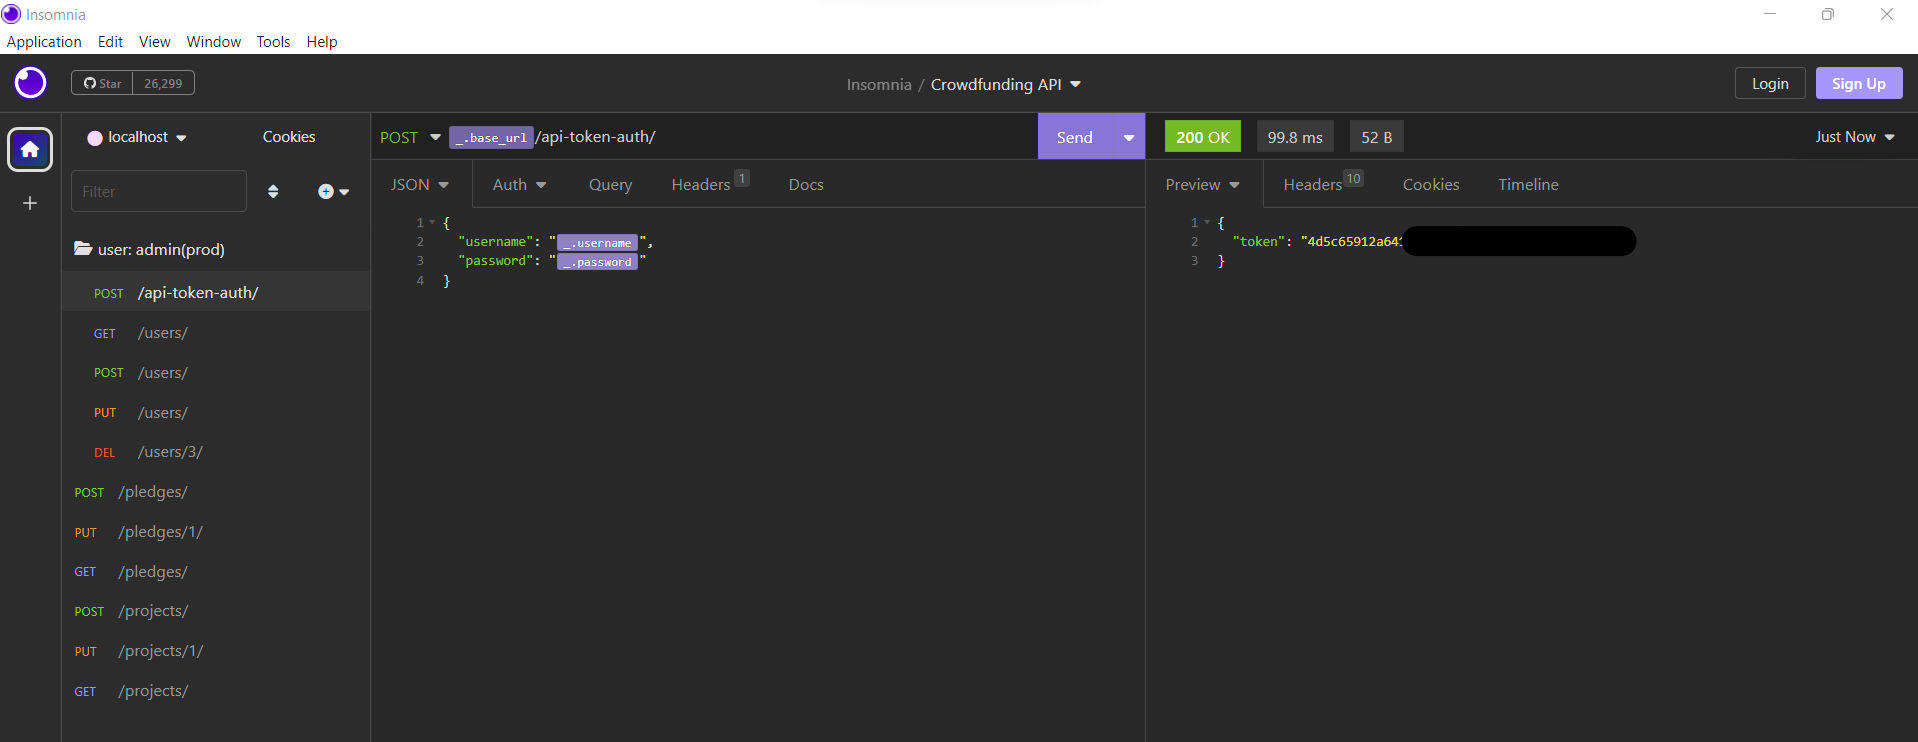 Insomnia
Application Edit View Window Tools Help
Star 26,299
Insomnia / Crowdfunding API
Login Sign Up
localhost Cookies
Filter
user: admin(prod)
POST /api-token-auth/
GET /users/
POST /users/
PUT /users/
DEL /users/3/
POST /pledges/
PUT /pledges/1/
GET /pledges/
POST /projects/
PUT /projects/1/
GET /projects/
POST _.base_url/api-token-auth/ Send
JSON Auth Query Headers 1 Docs
1 {
2 "username": "_.username",
3 "password": "_.password"
4 }
200 OK 99.8 ms 52 B Just Now
Preview Headers 10 Cookies Timeline
1 {
2 "token": "4d5c65912a641
3 }